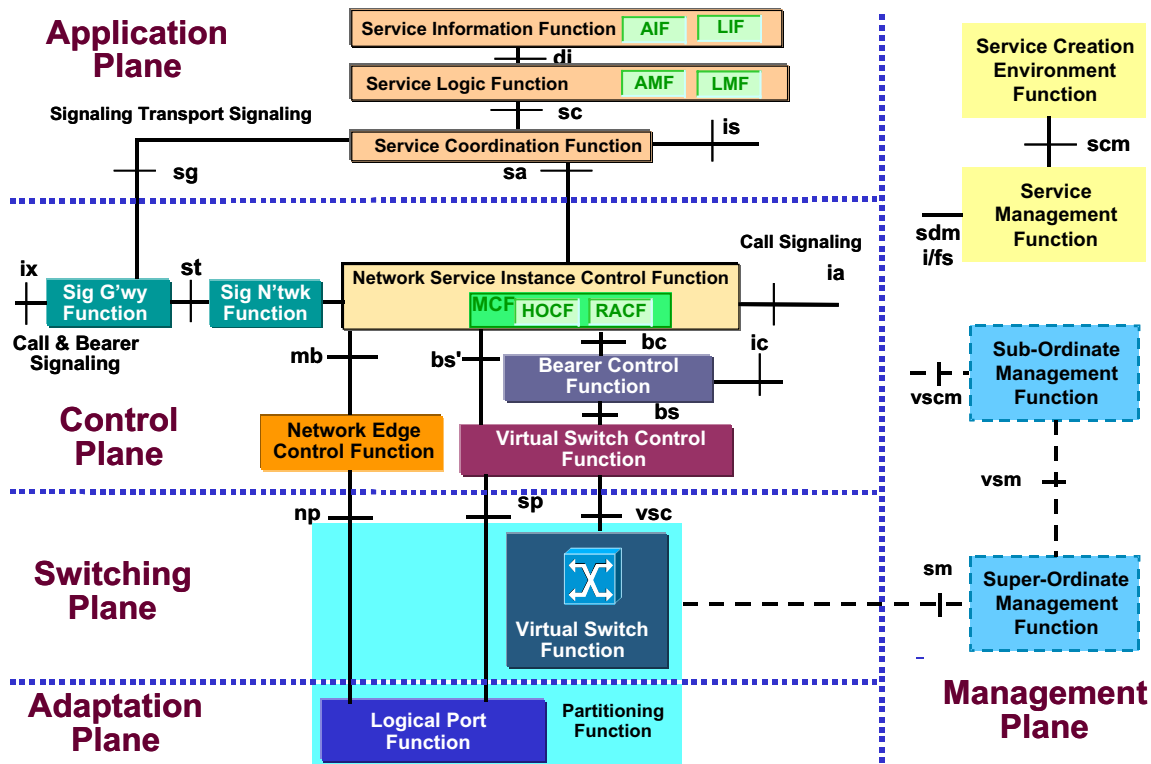 Application
Plane
Service Information Function
AIF
LIF
di
Service Logic Function
AMF
LMF
sc
Signaling Transport Signaling
Service Coordination Function
is
sg
sa
Service Creation
Environment
Function
scm
Service
Management
Function
sdm
i/fs
Call Signaling
ia
ix
Sig G'wy
Function
st
Sig N'twk
Function
Network Service Instance Control Function
MCF
HOCF
RACF
Call & Bearer
Signaling
mb
bs'
bc
ic
Bearer Control
Function
bs
Control
Plane
Network Edge
Control Function
Virtual Switch Control
Function
Sub-Ordinate
Management
Function
vscm
vsm
np
sp
vsc
Switching
Plane
Virtual Switch
Function
sm
Super-Ordinate
Management
Function
Adaptation
Plane
Logical Port
Function
Partitioning
Function
Management
Plane